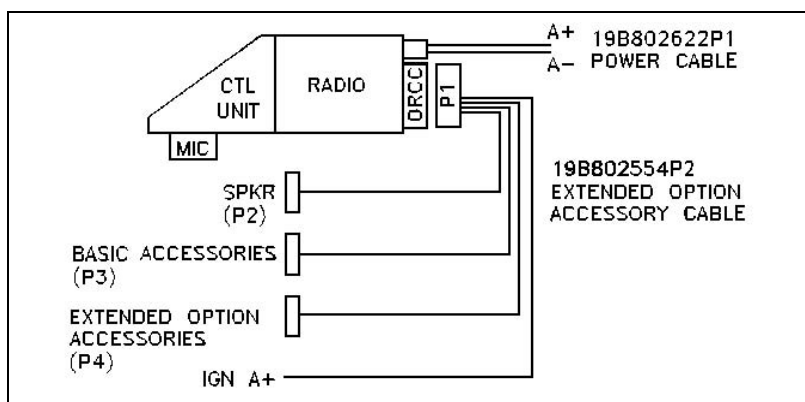 A+
A-
19B802622P1
POWER CABLE
CTL
UNIT
RADIO
ORCC
P1
MIC
19B802554P2
EXTENDED OPTION
ACCESSORY CABLE
SPKR
(P2)
BASIC ACCESSORIES
(P3)
EXTENDED OPTION
ACCESSORIES
(P4)
IGN A+